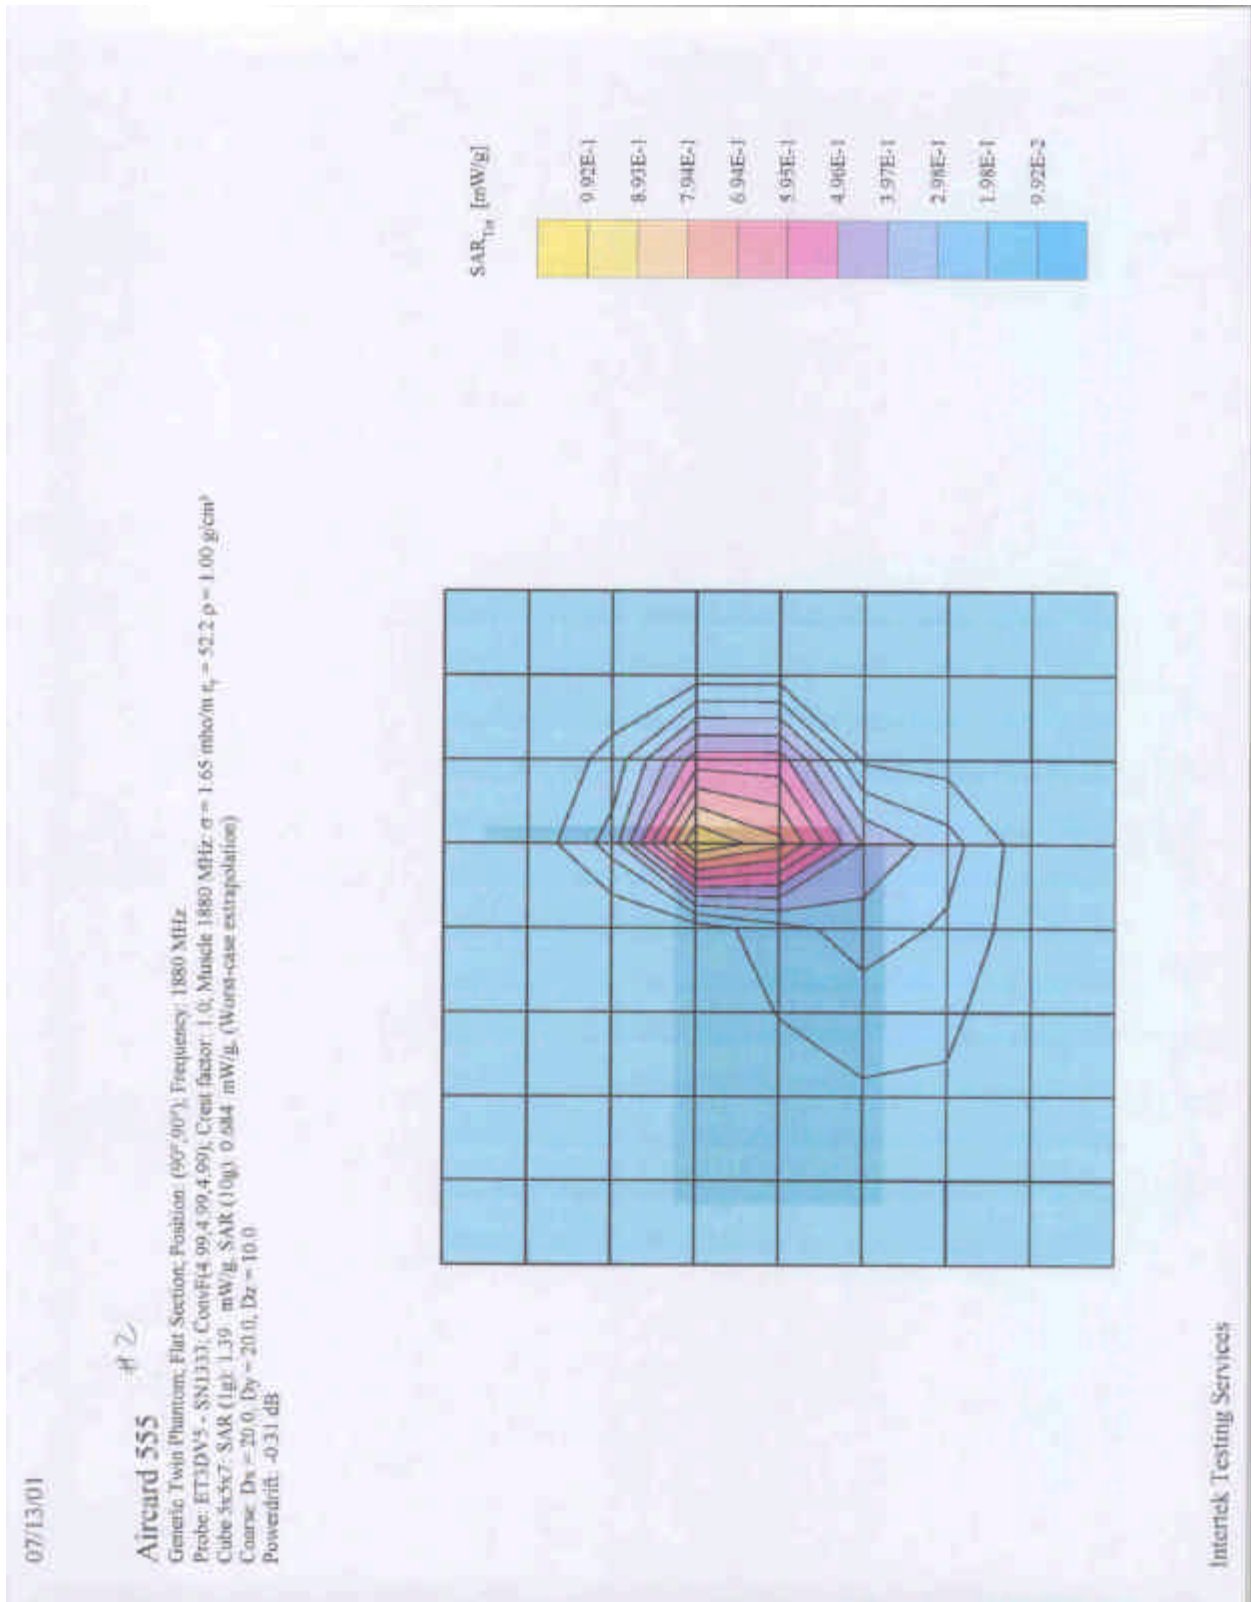 07/13/01
#2
Aircard 555
Generic Twin Phantom; Flat Section; Position: (90°,90°); Frequency: 1880 MHz
Probe: ET3DV5 - SN1333; ConvF(4.99,4.99,4.99); Crest factor: 1.0; Muscle 1880 MHz: σ = 1.65 mho/m εr = 52.2 ρ = 1.00 g/cm³
Cube 5x5x7: SAR (1g): 1.39 mW/g, SAR (10g): 0.684 mW/g, (Worst-case extrapolation)
Coarse: Dx = 20.0, Dy = 20.0, Dz = 10.0
Powerdrift: -0.31 dB
SARTot [mW/g]
9.92E-1
8.93E-1
7.94E-1
6.94E-1
5.95E-1
4.96E-1
3.97E-1
2.98E-1
1.98E-1
9.92E-2
Intertek Testing Services